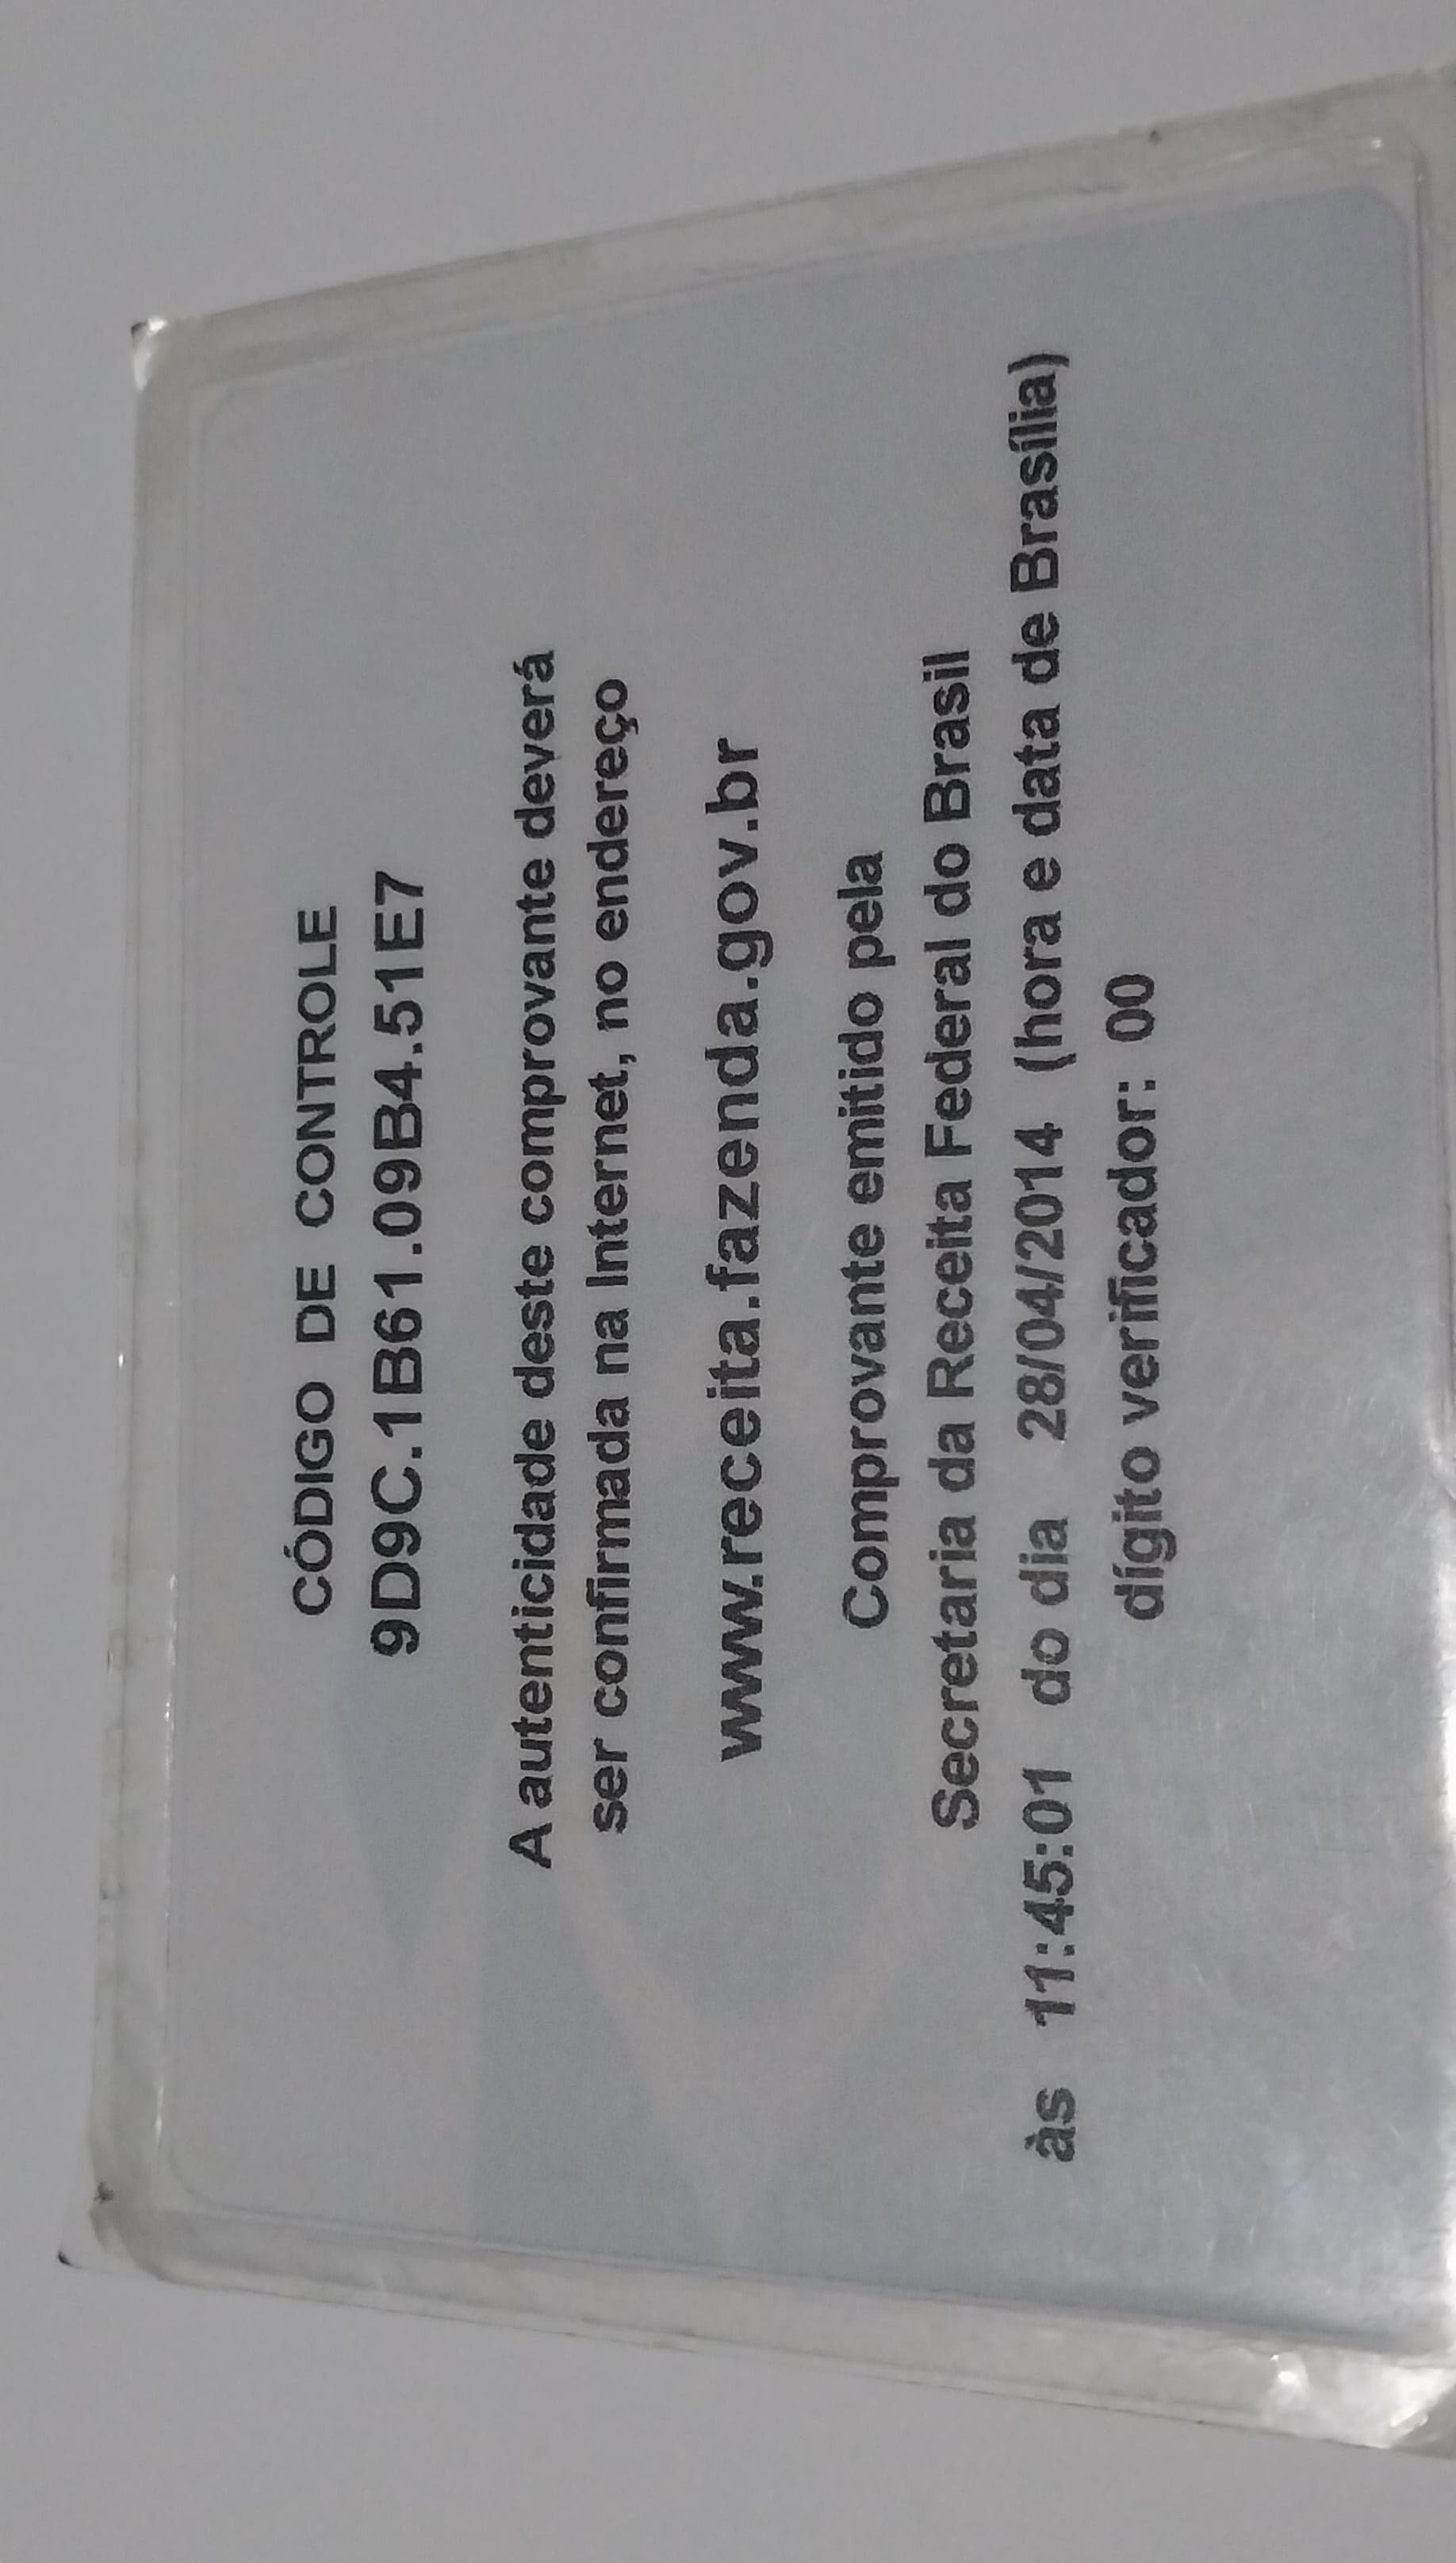 CÓDIGO DE CONTROLE
9D9C.1B61.09B4.51E7
A autenticidade deste comprovante deverá
ser confirmada na Internet, no endereço
www.receita.fazenda.gov.br
Comprovante emitido pela
Secretaria da Receita Federal do Brasil
às 11:45:01 do dia 28/04/2014 (hora e data de Brasília)
dígito verificador: 00